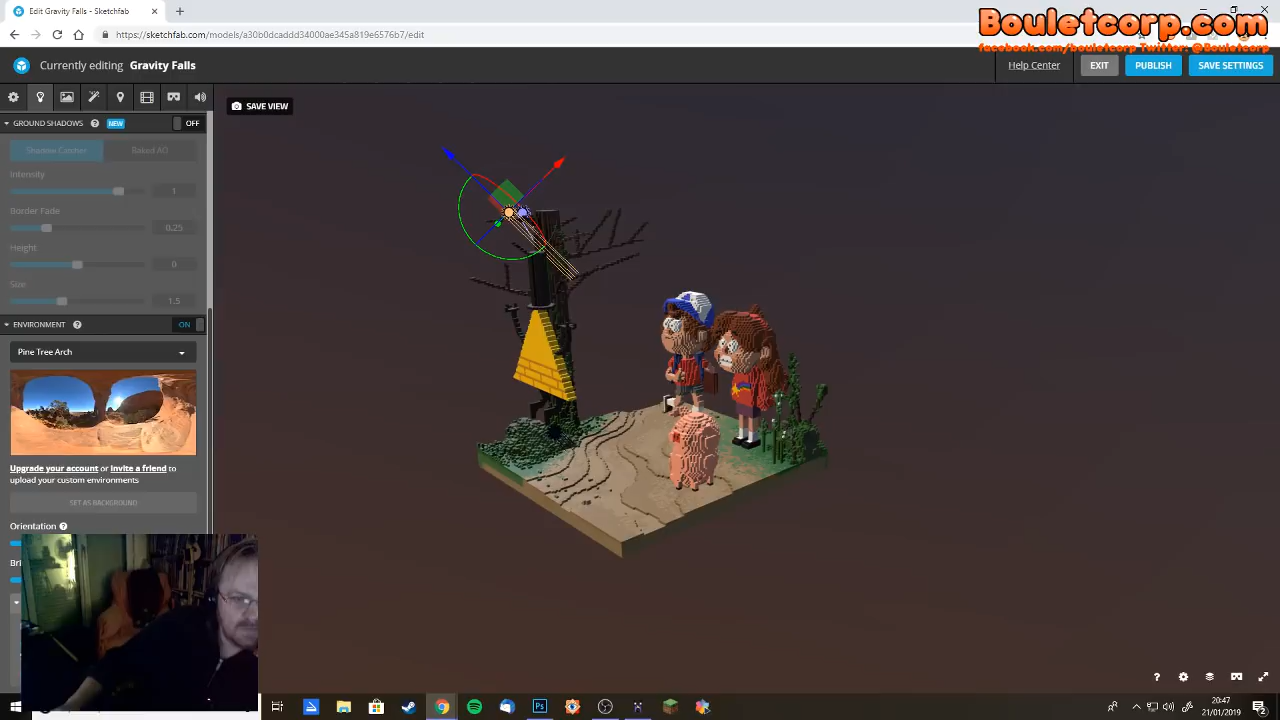 Edit Gravity Falls - Sketchfab
https://sketchfab.com/models/a30b0dca8cd34000ae345a819e6576b7/edit
Bouletcorp.com
facebook.com/bouletcorp Twitter: @Bouletcorp
Currently editing Gravity Falls
Help Center
EXIT
PUBLISH
SAVE SETTINGS
GROUND SHADOWS ? NEW OFF
SAVE VIEW
Shadow Catcher
Baked AO
Intensity
1
Border Fade
0.25
Height
0
Size
1.5
ENVIRONMENT ? ON
Pine Tree Arch
Upgrade your account or Invite a friend to
upload your custom environments
SET AS BACKGROUND
Orientation ?
Bri
20:47
21/01/2019